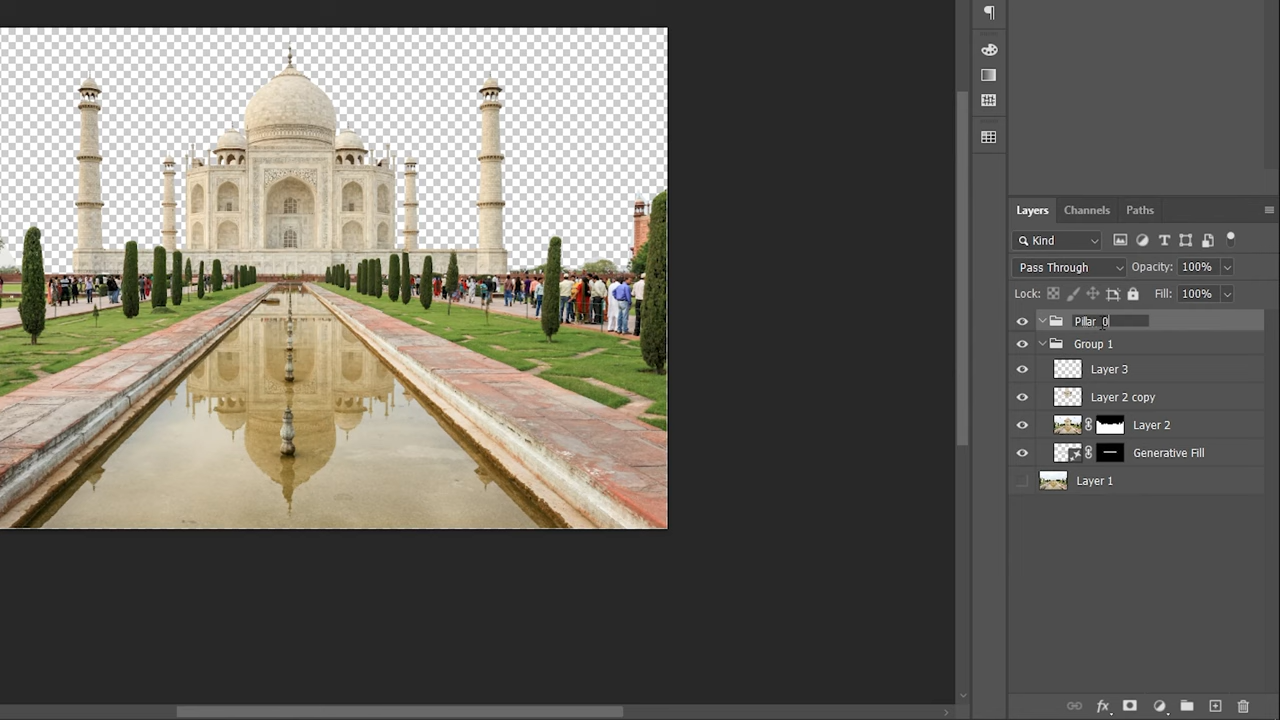 Layers Channels Paths
Kind
Pass Through Opacity: 100%
Lock: Fill: 100%
Pillar_0
Group 1
Layer 3
Layer 2 copy
Layer 2
Generative Fill
Layer 1
fx